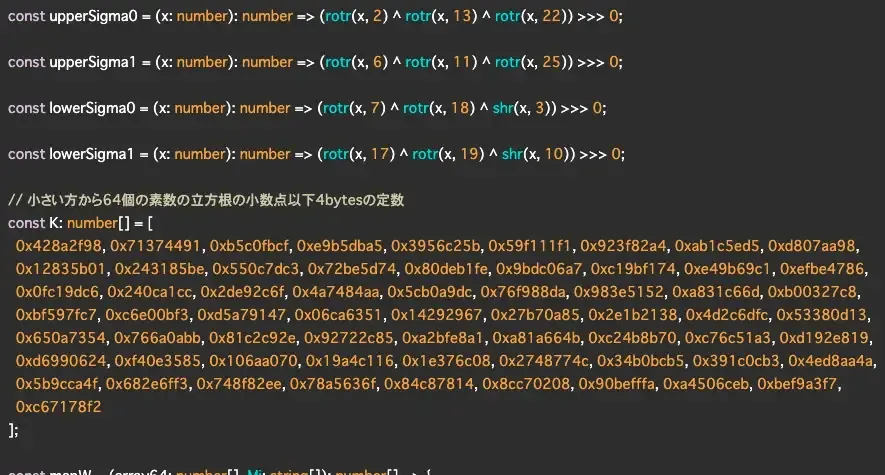 const upperSigma0 = (x: number): number => (rotr(x, 2) ^ rotr(x, 13) ^ rotr(x, 22)) >>> 0;
const upperSigma1 = (x: number): number => (rotr(x, 6) ^ rotr(x, 11) ^ rotr(x, 25)) >>> 0;
const lowerSigma0 = (x: number): number => (rotr(x, 7) ^ rotr(x, 18) ^ shr(x, 3)) >>> 0;
const lowerSigma1 = (x: number): number => (rotr(x, 17) ^ rotr(x, 19) ^ shr(x, 10)) >>> 0;
// 小さい方から64個の素数の立方根の小数点以下4bytesの定数
const K: number[] = [
0x428a2f98, 0x71374491, 0xb5c0fbcf, 0xe9b5dba5, 0x3956c25b, 0x59f111f1, 0x923f82a4, 0xab1c5ed5, 0xd807aa98,
0x12835b01, 0x243185be, 0x550c7dc3, 0x72be5d74, 0x80deb1fe, 0x9bdc06a7, 0xc19bf174, 0xe49b69c1, 0xefbe4786,
0x0fc19dc6, 0x240ca1cc, 0x2de92c6f, 0x4a7484aa, 0x5cb0a9dc, 0x76f988da, 0x983e5152, 0xa831c66d, 0xb00327c8,
0xbf597fc7, 0xc6e00bf3, 0xd5a79147, 0x06ca6351, 0x14292967, 0x27b70a85, 0x2e1b2138, 0x4d2c6dfc, 0x53380d13,
0x650a7354, 0x766a0abb, 0x81c2c92e, 0x92722c85, 0xa2bfe8a1, 0xa81a664b, 0xc24b8b70, 0xc76c51a3, 0xd192e819,
0xd6990624, 0xf40e3585, 0x106aa070, 0x19a4c116, 0x1e376c08, 0x2748774c, 0x34b0bcb5, 0x391c0cb3, 0x4ed8aa4a,
0x5b9cca4f, 0x682e6ff3, 0x748f82ee, 0x78a5636f, 0x84c87814, 0x8cc70208, 0x90befffa, 0xa4506ceb, 0xbef9a3f7,
0xc67178f2
];
const mapW = (array64: number[], Mi: string[]): number[] => {